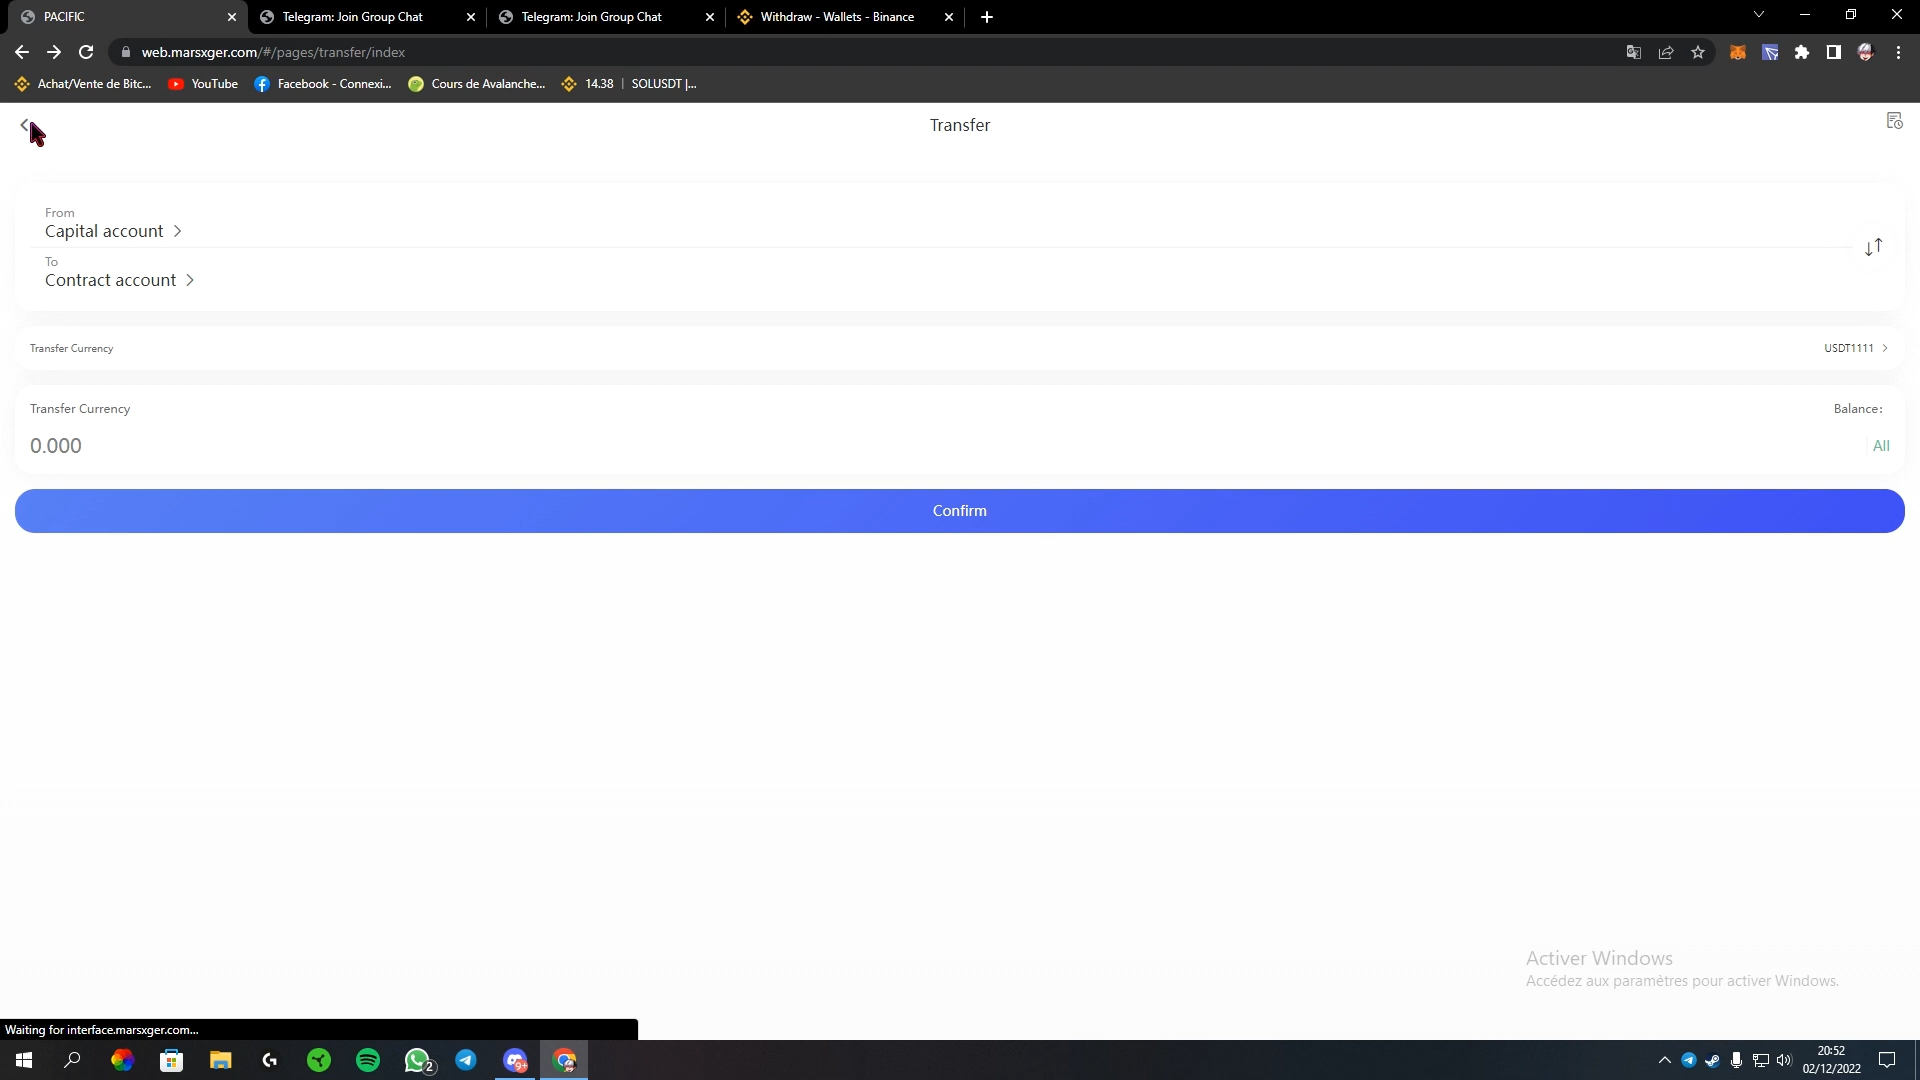 PACIFIC
Telegram: Join Group Chat
Telegram: Join Group Chat
Withdraw - Wallets - Binance
web.marsxger.com/#/pages/transfer/index
Achat/Vente de Bitc...
YouTube
Facebook - Connexi...
Cours de Avalanche...
14.38 | SOLUSDT |...
Transfer
From
Capital account
To
Contract account
Transfer Currency
USDT1111
Transfer Currency
Balance:
0.000
All
Confirm
Activer Windows
Accédez aux paramètres pour activer Windows.
Waiting for interface.marsxger.com...
2
9+
20:52
02/12/2022